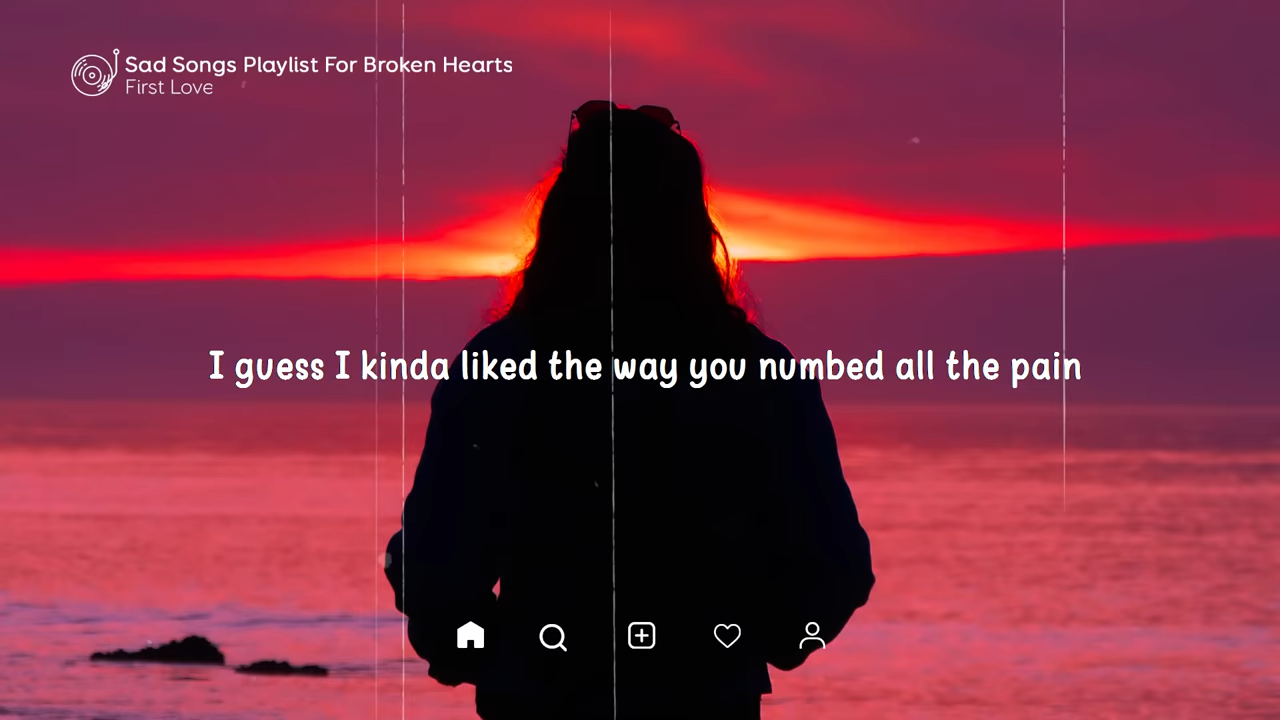 Sad Songs Playlist For Broken Hearts
First Love
I guess I kinda liked the way you numbed all the pain